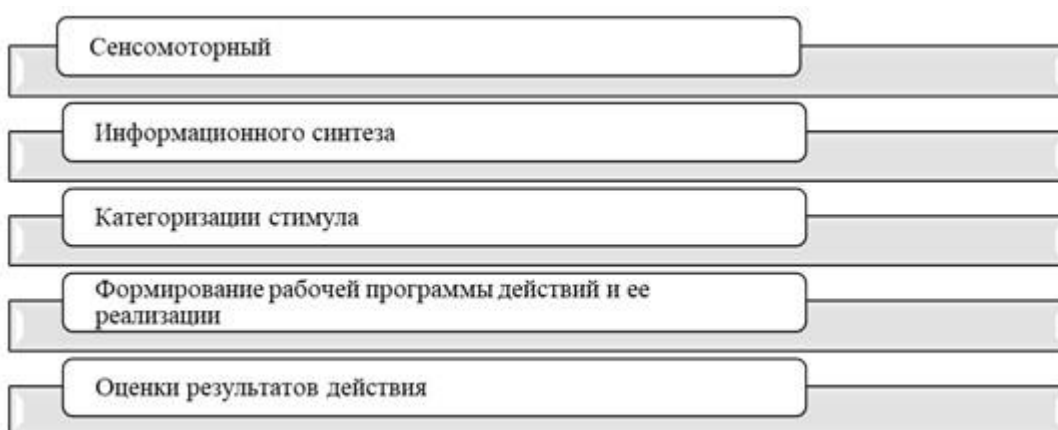 Сенсомоторный
Информационного синтеза
Категоризации стимула
Формирование рабочей программы действий и ее
реализации
Оценки результатов действия